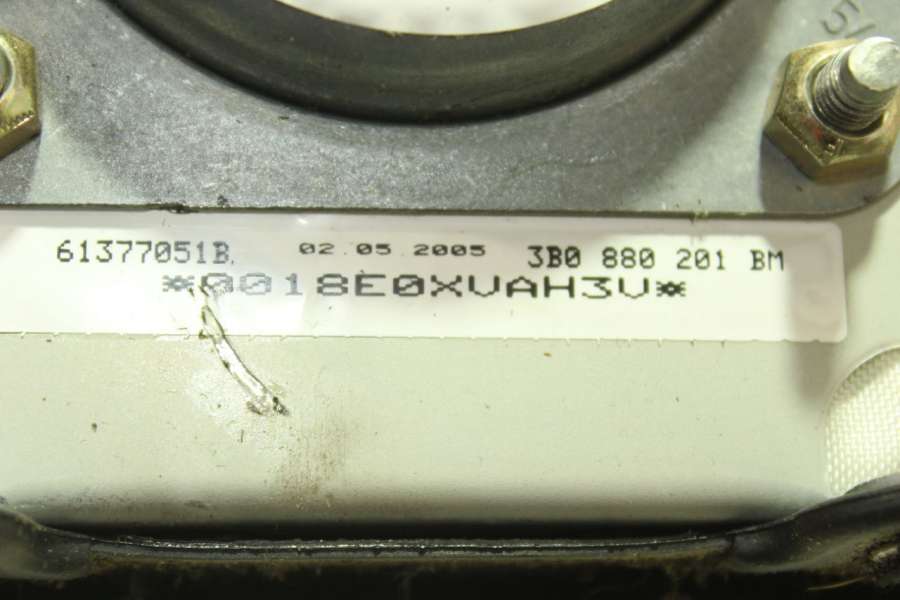 61377051B. 02.05.2005 3B0 880 201 BM
*0018E0XVAH3V*